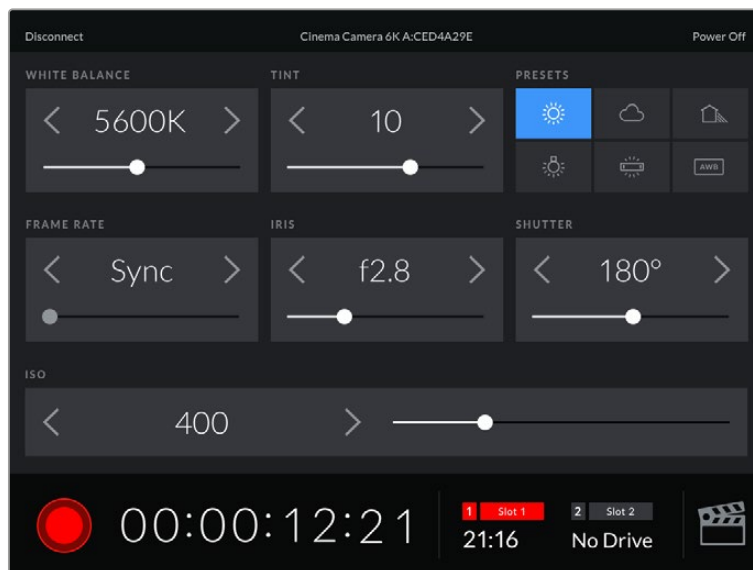 Disconnect Cinema Camera 6K A:CED4A29E Power Off
WHITE BALANCE TINT PRESETS
5600K 10
AWB
FRAME RATE IRIS SHUTTER
Sync f2.8 180°
ISO
400
00:00:12:21
1 Slot 1 2 Slot 2
21:16 No Drive